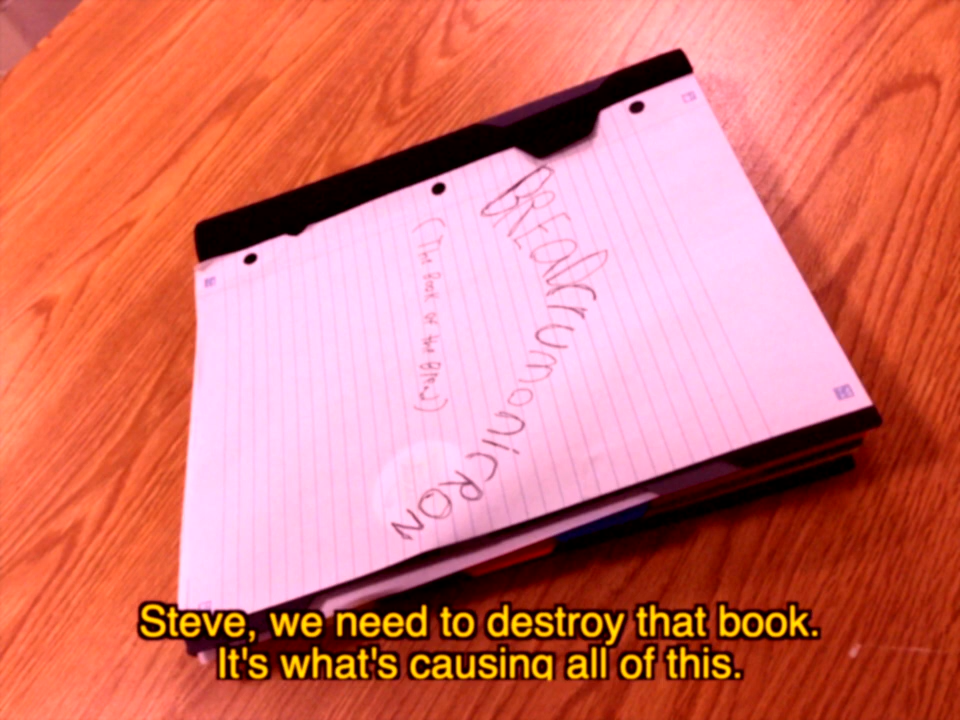 BREadcrumonicRON
(The Book of the Bread)
Steve, we need to destroy that book.
It's what's causing all of this.